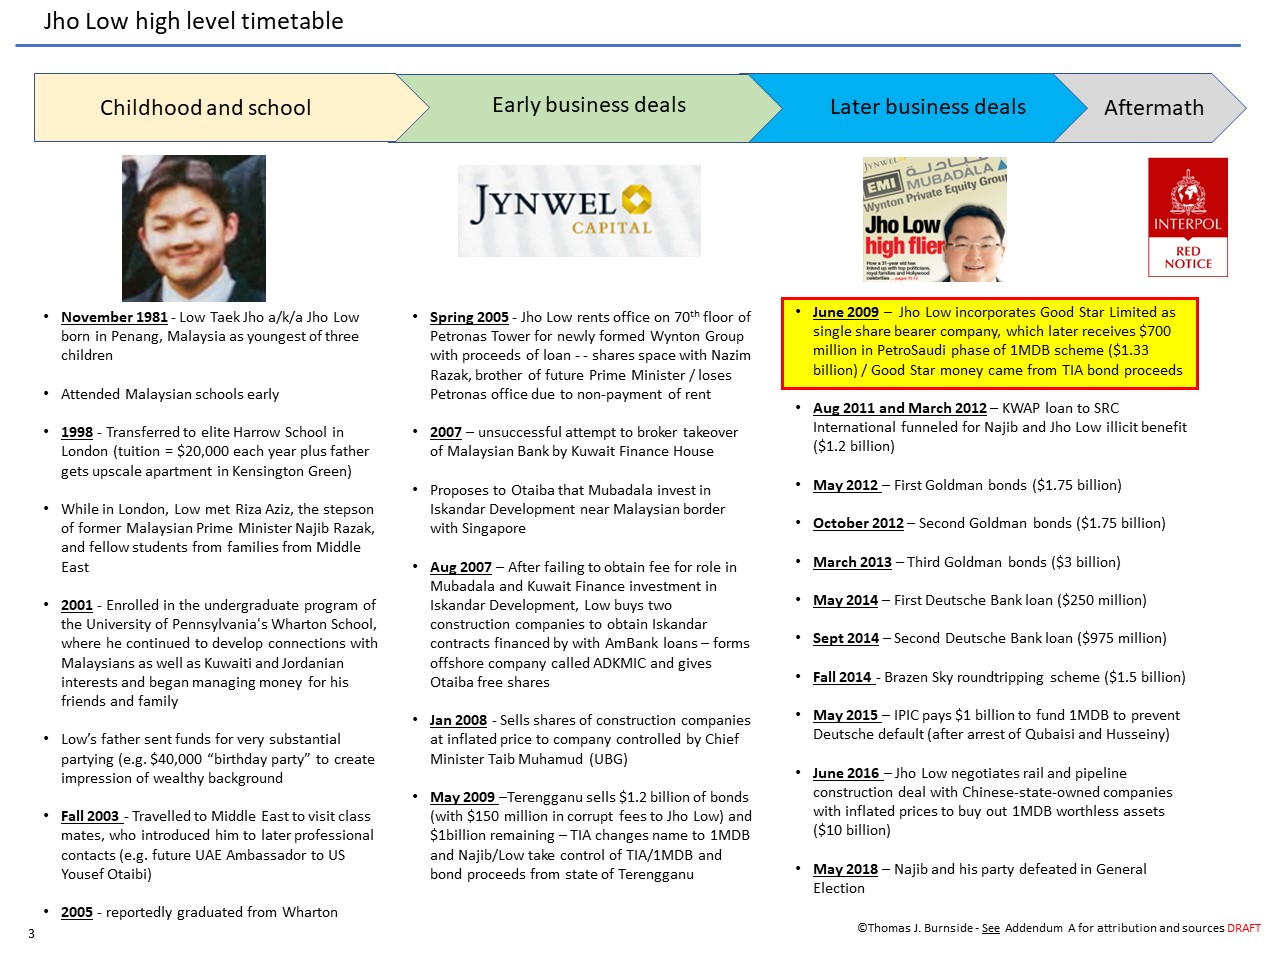 Jho Low high level timetable
Childhood and school
Early business deals
Later business deals
Aftermath
JYNWEL
CAPITAL
JYNWEL
EMI
MUBADALA
Wynton Private Equity Group
Jho Low
high flier
How a 27-year-old has
linked up with top politicians,
royal families and Hollywood
celebrities
INTERPOL
RED
NOTICE
• November 1981 - Low Taek Jho a/k/a Jho Low
born in Penang, Malaysia as youngest of three
children
• Attended Malaysian schools early
• 1998 - Transferred to elite Harrow School in
London (tuition = $20,000 each year plus father
gets upscale apartment in Kensington Green)
• While in London, Low met Riza Aziz, the stepson
of former Malaysian Prime Minister Najib Razak,
and fellow students from families from Middle
East
• 2001 - Enrolled in the undergraduate program of
the University of Pennsylvania's Wharton School,
where he continued to develop connections with
Malaysians as well as Kuwaiti and Jordanian
interests and began managing money for his
friends and family
• Low’s father sent funds for very substantial
partying (e.g. $40,000 “birthday party” to create
impression of wealthy background
• Fall 2003 - Travelled to Middle East to visit class
mates, who introduced him to later professional
contacts (e.g. future UAE Ambassador to US
Yousef Otaibi)
• 2005 - reportedly graduated from Wharton
• Spring 2005 - Jho Low rents office on 70th floor of
Petronas Tower for newly formed Wynton Group
with proceeds of loan - - shares space with Nazim
Razak, brother of future Prime Minister / loses
Petronas office due to non-payment of rent
• 2007 – unsuccessful attempt to broker takeover
of Malaysian Bank by Kuwait Finance House
• Proposes to Otaiba that Mubadala invest in
Iskandar Development near Malaysian border
with Singapore
• Aug 2007 – After failing to obtain fee for role in
Mubadala and Kuwait Finance investment in
Iskandar Development, Low buys two
construction companies to obtain Iskandar
contracts financed by with AmBank loans – forms
offshore company called ADKMIC and gives
Otaiba free shares
• Jan 2008 - Sells shares of construction companies
at inflated price to company controlled by Chief
Minister Taib Muhamud (UBG)
• May 2009 –Terengganu sells $1.2 billion of bonds
(with $150 million in corrupt fees to Jho Low) and
$1billion remaining – TIA changes name to 1MDB
and Najib/Low take control of TIA/1MDB and
bond proceeds from state of Terengganu
• June 2009 – Jho Low incorporates Good Star Limited as
single share bearer company, which later receives $700
million in PetroSaudi phase of 1MDB scheme ($1.33
billion) / Good Star money came from TIA bond proceeds
• Aug 2011 and March 2012 – KWAP loan to SRC
International funneled for Najib and Jho Low illicit benefit
($1.2 billion)
• May 2012 – First Goldman bonds ($1.75 billion)
• October 2012 – Second Goldman bonds ($1.75 billion)
• March 2013 – Third Goldman bonds ($3 billion)
• May 2014 – First Deutsche Bank loan ($250 million)
• Sept 2014 – Second Deutsche Bank loan ($975 million)
• Fall 2014 - Brazen Sky roundtripping scheme ($1.5 billion)
• May 2015 – IPIC pays $1 billion to fund 1MDB to prevent
Deutsche default (after arrest of Qubaisi and Husseiny)
• June 2016 – Jho Low negotiates rail and pipeline
construction deal with Chinese-state-owned companies
with inflated prices to buy out 1MDB worthless assets
($10 billion)
• May 2018 – Najib and his party defeated in General
Election
3
©Thomas J. Burnside - See Addendum A for attribution and sources DRAFT